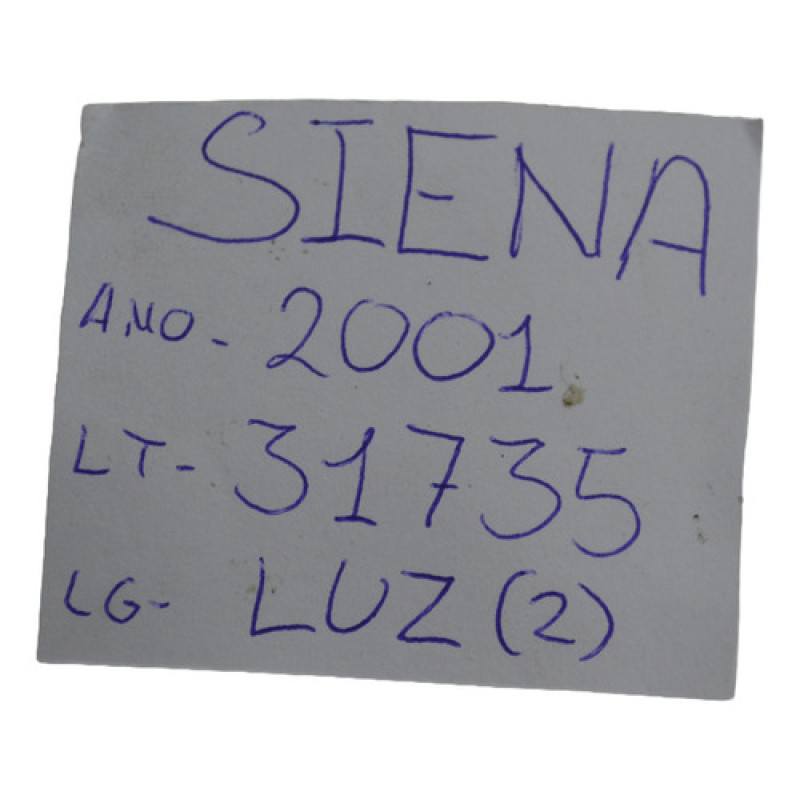 SIENA
ANO- 2001
LT- 31735
LG- LUZ (2)